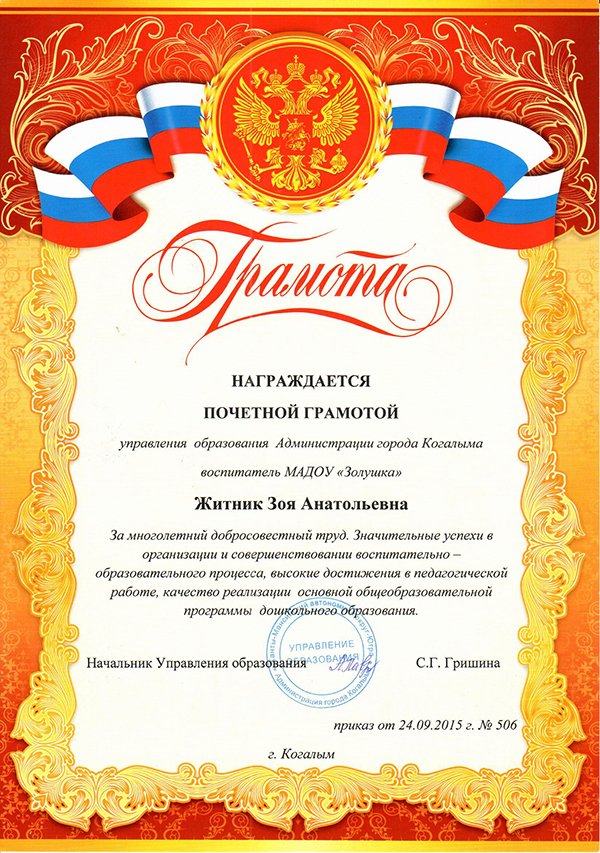 Грамота
НАГРАЖДАЕТСЯ
ПОЧЕТНОЙ ГРАМОТОЙ
управления образования Администрации города Когалыма
воспитатель МАДОУ «Золушка»
Житник Зоя Анатольевна
За многолетний добросовестный труд. Значительные успехи в
организации и совершенствовании воспитательно –
образовательного процесса, высокие достижения в педагогической
работе, качество реализации основной общеобразовательной
программы дошкольного образования.
Ханты-Мансийский автономный округ-Югра
УПРАВЛЕНИЕ
ОБРАЗОВАНИЯ
Администрация города Когалыма
Начальник Управления образования С.Г. Гришина
приказ от 24.09.2015 г. № 506
г. Когалым